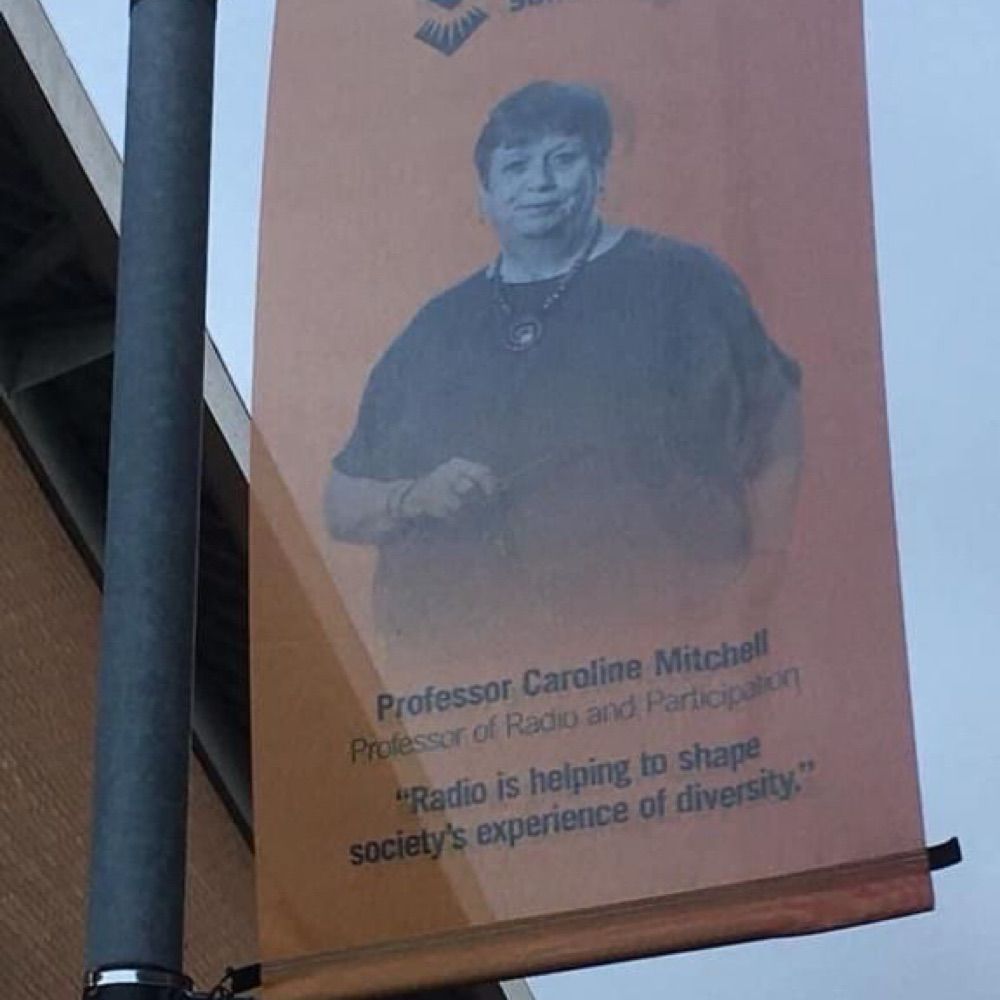 Professor Caroline Mitchell
Professor of Radio and Participation
“Radio is helping to shape
society's experience of diversity.”